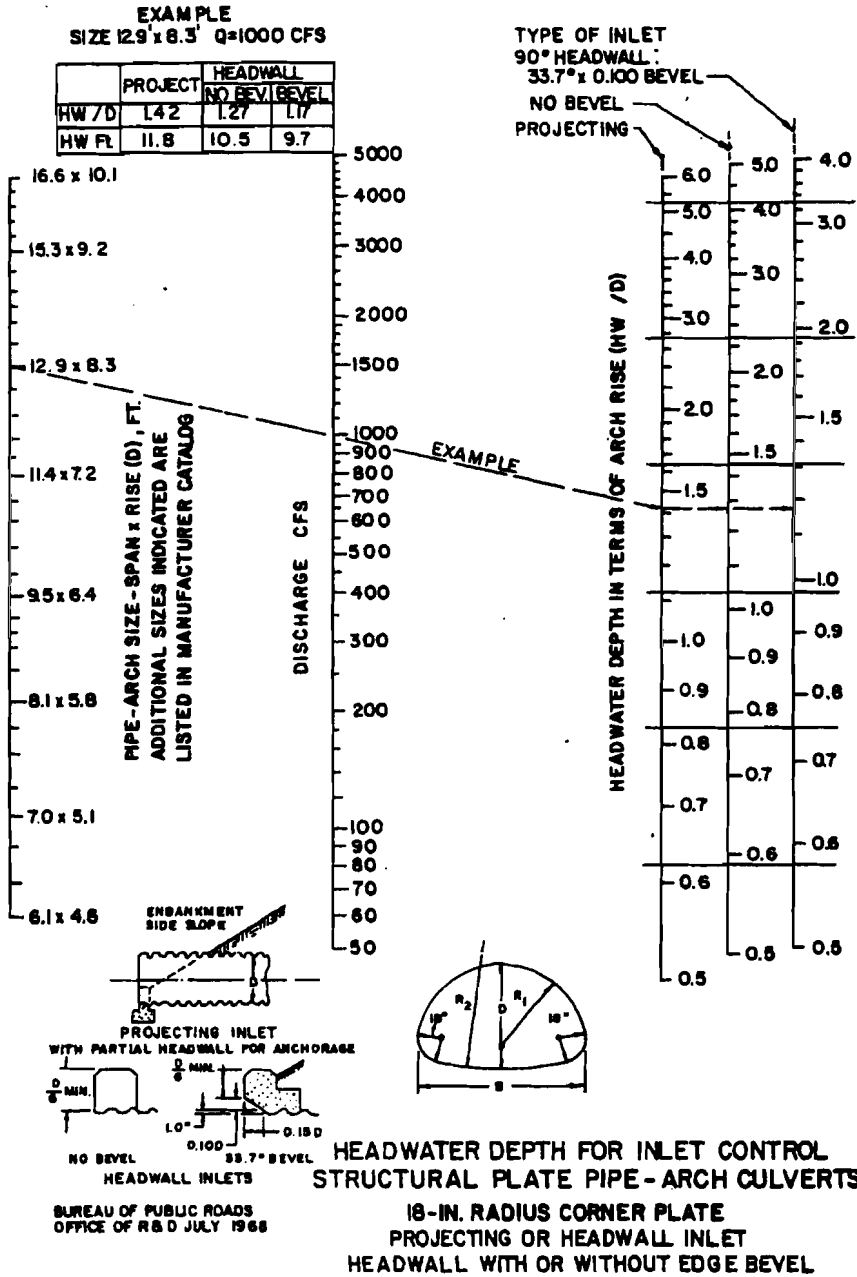 EXAMPLE
SIZE 12.9'x 8.3' Q=1000 CFS
PROJECT HEADWALL
NO BEV. BEVEL
HW / D 1.42 1.27 1.17
HW Ft. 11.8 10.5 9.7
TYPE OF INLET
90° HEADWALL:
33.7° x 0.100 BEVEL
NO BEVEL
PROJECTING
16.6 x 10.1
15.3 x 9.2
12.9 x 8.3
11.4 x 7.2
9.5 x 6.4
8.1 x 5.8
7.0 x 5.1
6.1 x 4.6
PIPE-ARCH SIZE-SPAN x RISE (D), FT.
ADDITIONAL SIZES INDICATED ARE
LISTED IN MANUFACTURER CATALOG
5000
4000
3000
2000
1500
1000
900
800
700
600
500
400
300
200
100
90
80
70
60
50
DISCHARGE CFS
EXAMPLE
HEADWATER DEPTH IN TERMS OF ARCH RISE (HW /D)
6.0
5.0
4.0
3.0
2.0
1.5
1.0
0.9
0.8
0.7
0.6
0.5
5.0
4.0
3.0
2.0
1.5
1.0
0.9
0.8
0.7
0.6
0.5
4.0
3.0
2.0
1.5
1.0
0.9
0.8
0.7
0.6
0.5
EMBANKMENT
SIDE SLOPE
D
PROJECTING INLET
WITH PARTIAL HEADWALL FOR ANCHORAGE
D/6 MIN.
D/6 MIN.
1.0"
0.10D
0.15D
NO BEVEL
33.7° BEVEL
HEADWALL INLETS
R2
D
R1
18"
18"
B
BUREAU OF PUBLIC ROADS
OFFICE OF R&D JULY 1968
HEADWATER DEPTH FOR INLET CONTROL
STRUCTURAL PLATE PIPE-ARCH CULVERTS
18-IN. RADIUS CORNER PLATE
PROJECTING OR HEADWALL INLET
HEADWALL WITH OR WITHOUT EDGE BEVEL